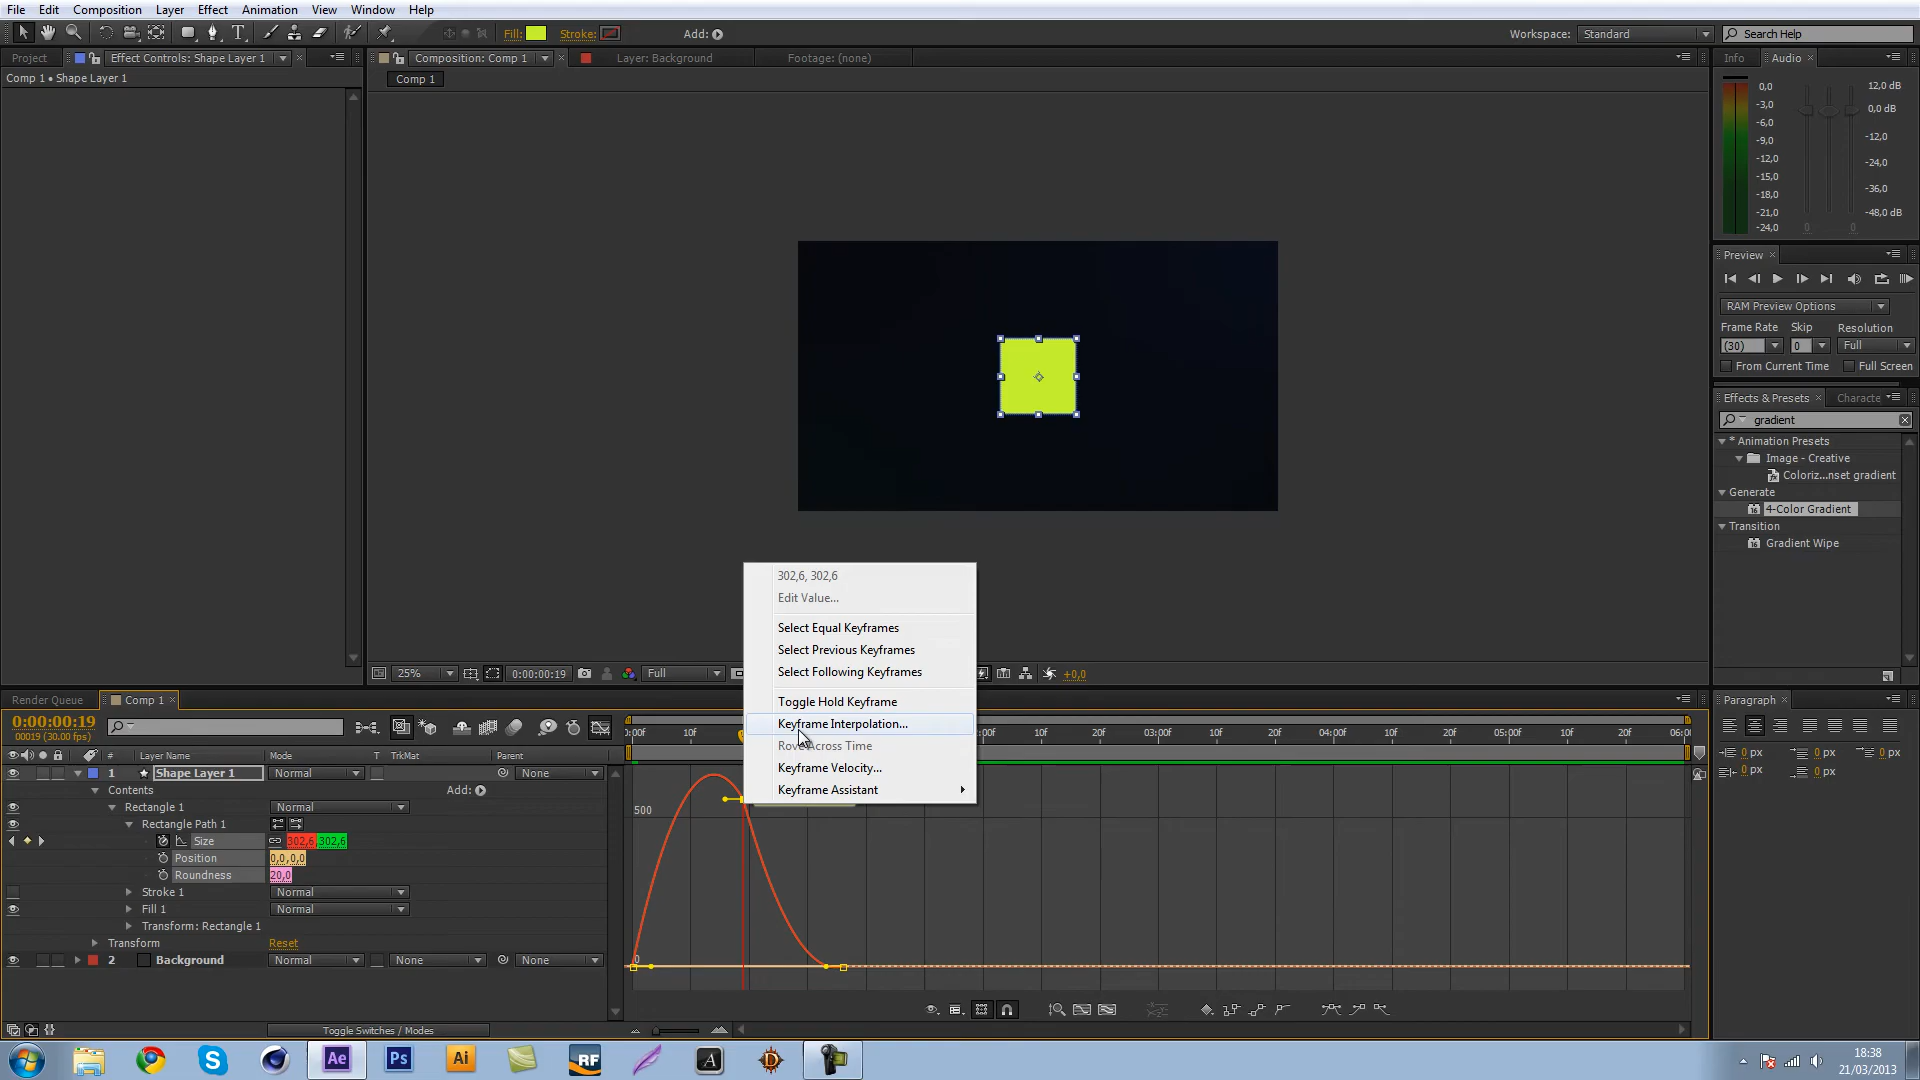 File Edit Composition Layer Effect Animation View Window Help
Fill: Stroke: Add:
Workspace: Standard Search Help
Project Effect Controls: Shape Layer 1
Composition: Comp 1 Layer: Background Footage: (none)
Info Audio
Comp 1 • Shape Layer 1
Comp 1
0,0 12,0 dB
-3,0 0,0 dB
-6,0
-9,0 -12,0
-12,0
-15,0 -24,0
-18,0 -36,0
-21,0 -48,0 dB
-24,0 0 0
Preview
RAM Preview Options
Frame Rate Skip Resolution
(30) 0 Full
From Current Time Full Screen
Effects & Presets Characte
gradient
* Animation Presets
Image - Creative
Coloriz...nset gradient
Generate
4-Color Gradient
Transition
Gradient Wipe
302,6, 302,6
Edit Value...
Select Equal Keyframes
Select Previous Keyframes
Select Following Keyframes
Toggle Hold Keyframe
Keyframe Interpolation...
Rove Across Time
Keyframe Velocity...
Keyframe Assistant
25% 0:00:00:19 Full +0,0
Render Queue Comp 1
Paragraph
0:00:00:19
00019 (30.00 fps)
:00f 10f :00f 10f 20f 03:00f 10f 20f 04:00f 10f 20f 05:00f 10f 20f 06:0
0 px 0 px 0 px
0 px 0 px
# Layer Name Mode T TrkMat Parent
1 Shape Layer 1 Normal None
Contents Add:
Rectangle 1 Normal
Rectangle Path 1
Size 302,6 302,6
Position 0,0,0,0
Roundness 20,0
Stroke 1 Normal
Fill 1 Normal
Transform: Rectangle 1
Transform Reset
2 Background Normal None None
500
0
Toggle Switches / Modes
Ae Ps Ai RF A
18:38
21/03/2013